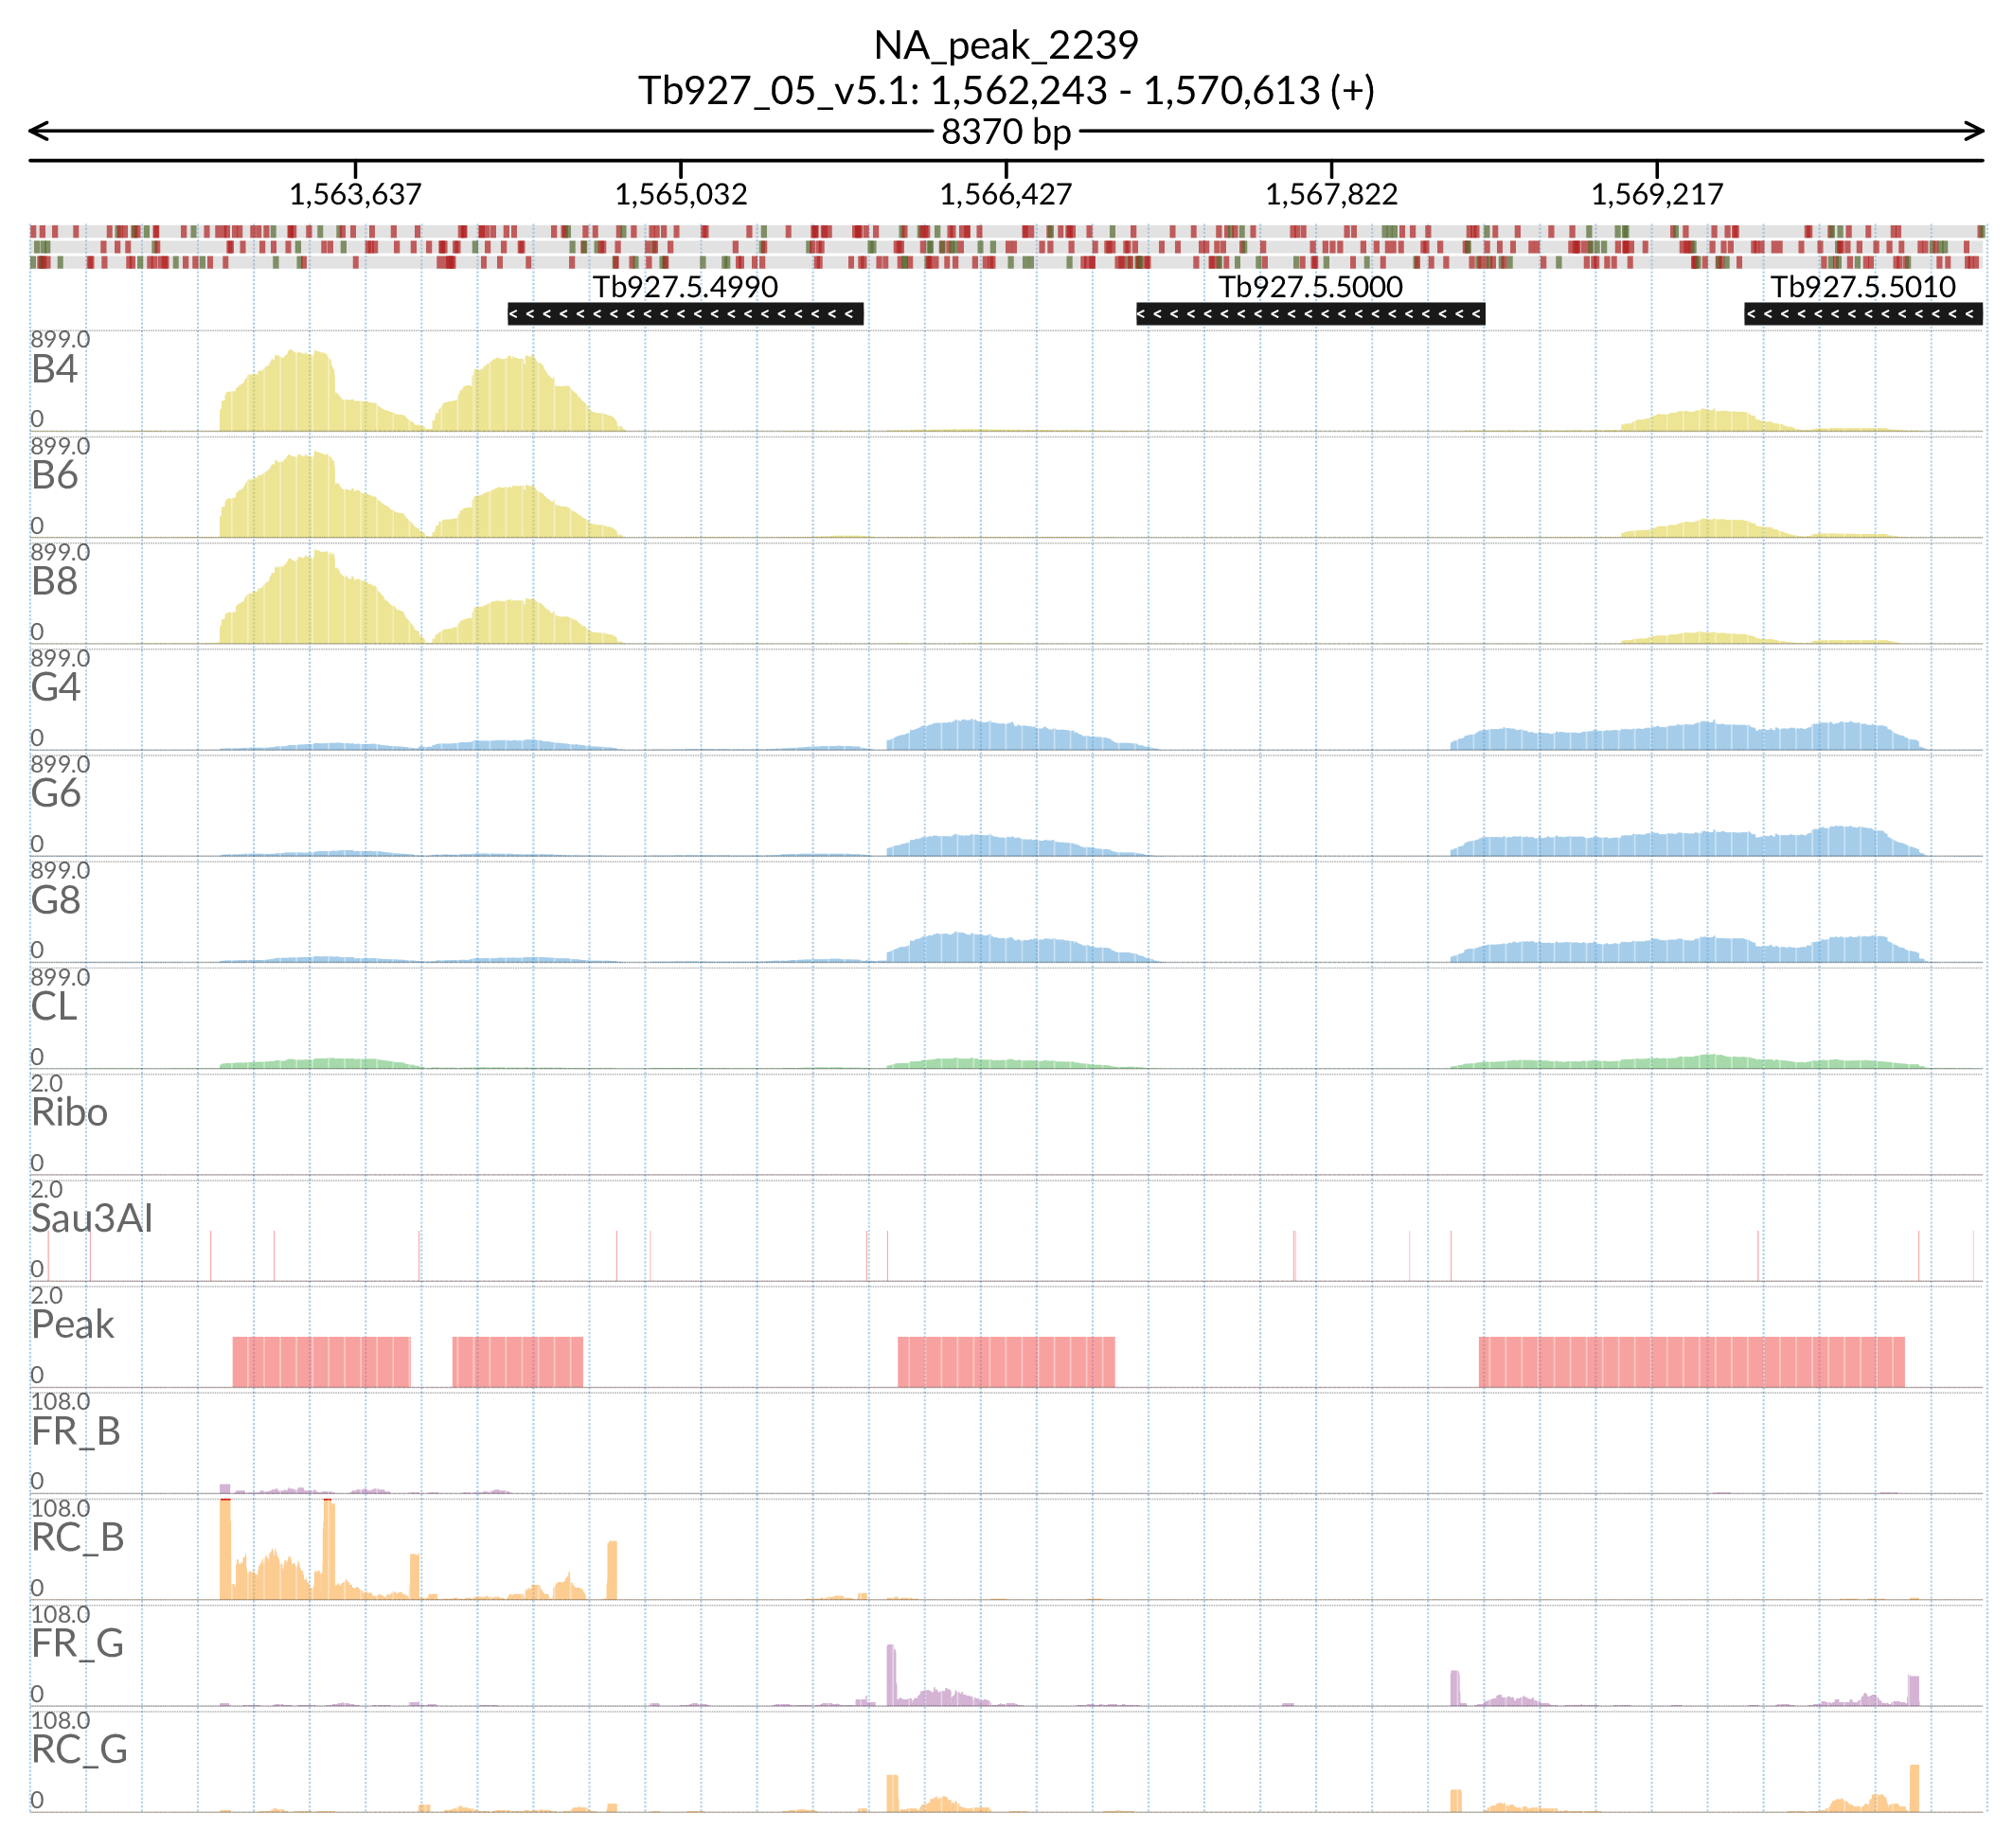 NA_peak_2239
Tb927_05_v5.1: 1,562,243 - 1,570,613 (+)
8370 bp
1,563,637 1,565,032 1,566,427 1,567,822 1,569,217
Tb927.5.4990 Tb927.5.5000 Tb927.5.5010
899.0
B4
0
899.0
B6
0
899.0
B8
0
899.0
G4
0
899.0
G6
0
899.0
G8
0
899.0
CL
0
2.0
Ribo
0
2.0
Sau3AI
0
2.0
Peak
0
108.0
FR_B
0
108.0
RC_B
0
108.0
FR_G
0
108.0
RC_G
0